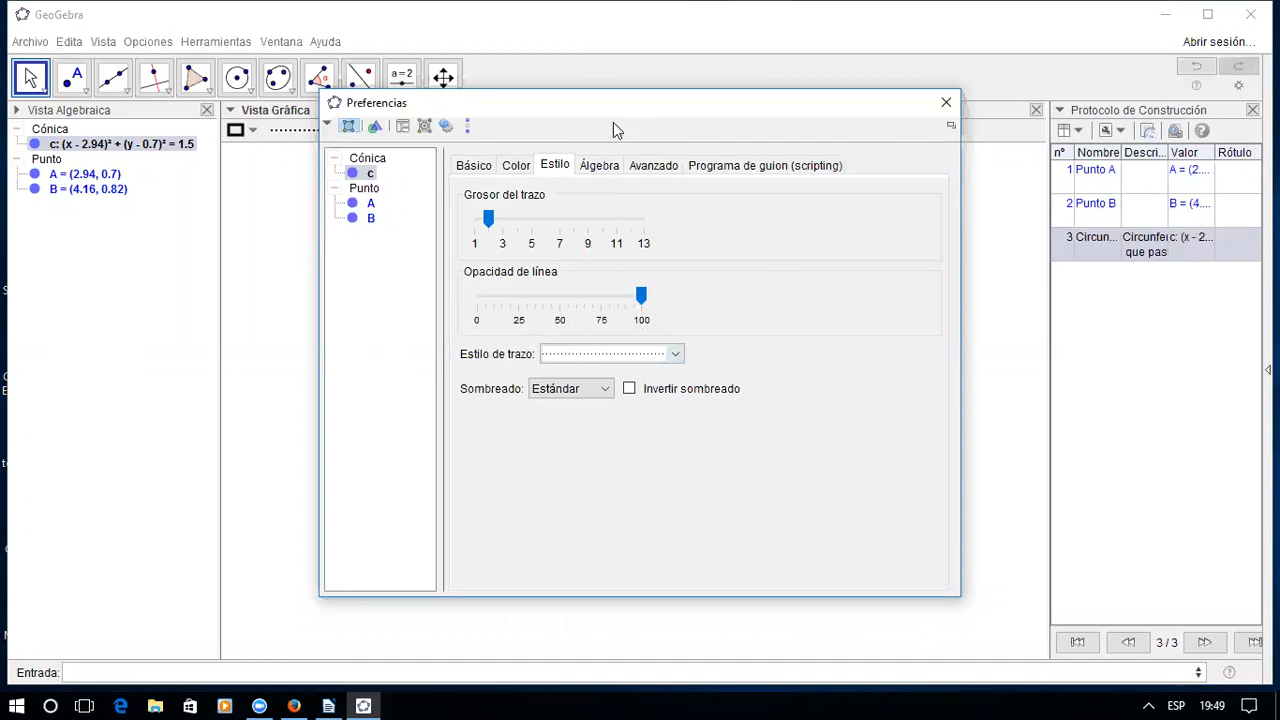 GeoGebra
Archivo Edita Vista Opciones Herramientas Ventana Ayuda
Abrir sesión...
A
a=2
Vista Algebraica
Vista Gráfica
Protocolo de Construcción
Cónica
c: (x - 2.94)² + (y - 0.7)² = 1.5
Punto
A = (2.94, 0.7)
B = (4.16, 0.82)
Preferencias
Cónica
c
Punto
A
B
Básico Color Estilo Álgebra Avanzado Programa de guion (scripting)
Grosor del trazo
1 3 5 7 9 11 13
Opacidad de línea
0 25 50 75 100
Estilo de trazo:
Sombreado: Estándar Invertir sombreado
nº Nombre Descri... Valor Rótulo
1 Punto A A = (2....
2 Punto B B = (4....
3 Circun... Circunfe c: (x - 2...
que pas
3 / 3
Entrada:
ESP 19:49